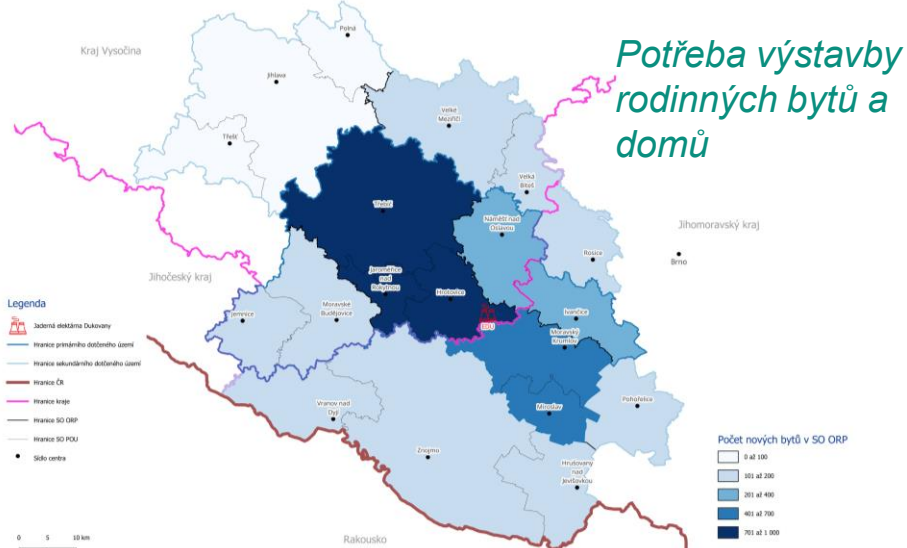 Potřeba výstavby
rodinných bytů a
domů
Kraj Vysočina
Polná
Jihlava
Třešť
Velké
Meziříčí
Velká
Bíteš
Třebíč
Náměšť nad
Oslavou
Jihomoravský kraj
Rosice
Brno
Jihočeský kraj
Jaroměřice
nad
Rokytnou
Hrotovice
Jemnice
Moravské
Budějovice
EDU
Ivančice
Moravský
Krumlov
Miroslav
Pohořelice
Vranov nad
Dyjí
Znojmo
Hrušovany
nad
Jevišovkou
Rakousko
Legenda
Jaderná elektárna Dukovany
Hranice primárního dotčeného území
Hranice sekundárního dotčeného území
Hranice ČR
Hranice kraje
Hranice SO ORP
Hranice SO POU
Sídlo centra
0 5 10 km
Počet nových bytů v SO ORP
0 až 100
101 až 200
201 až 400
401 až 700
701 až 1 000